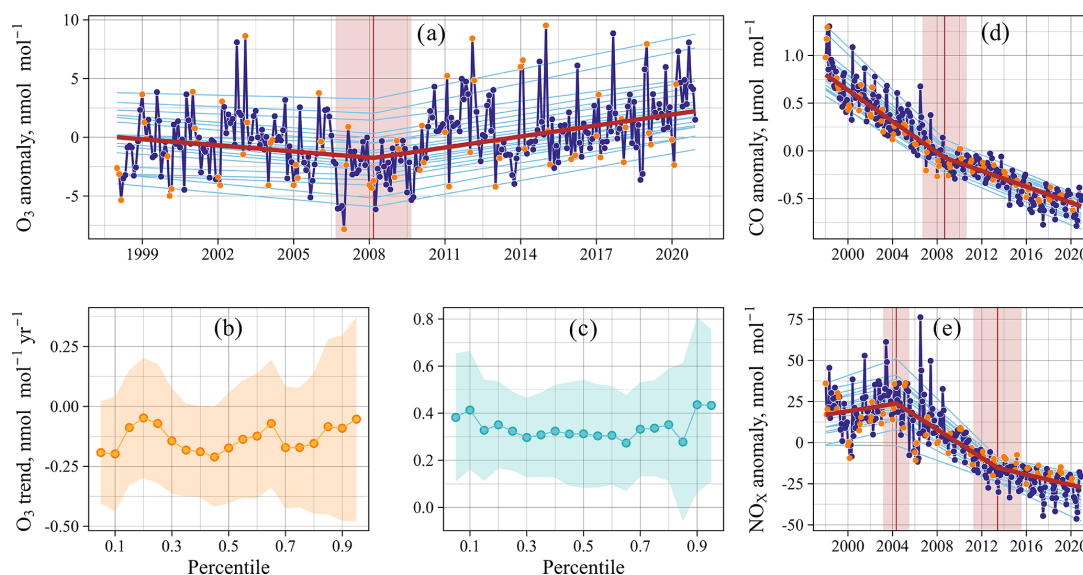 (a)
O₃ anomaly, nmol mol⁻¹
10
5
0
-5
1999 2002 2005 2008 2011 2014 2017 2020
(d)
CO anomaly, μmol mol⁻¹
1.0
0.5
0.0
-0.5
2000 2004 2008 2012 2016 2020
(b)
O₃ trend, nmol mol⁻¹ yr⁻¹
0.25
0.00
-0.25
-0.50
0.1 0.3 0.5 0.7 0.9
Percentile
(c)
0.8
0.6
0.4
0.2
0.0
0.1 0.3 0.5 0.7 0.9
Percentile
(e)
NOₓ anomaly, nmol mol⁻¹
75
50
25
0
-25
-50
2000 2004 2008 2012 2016 2020